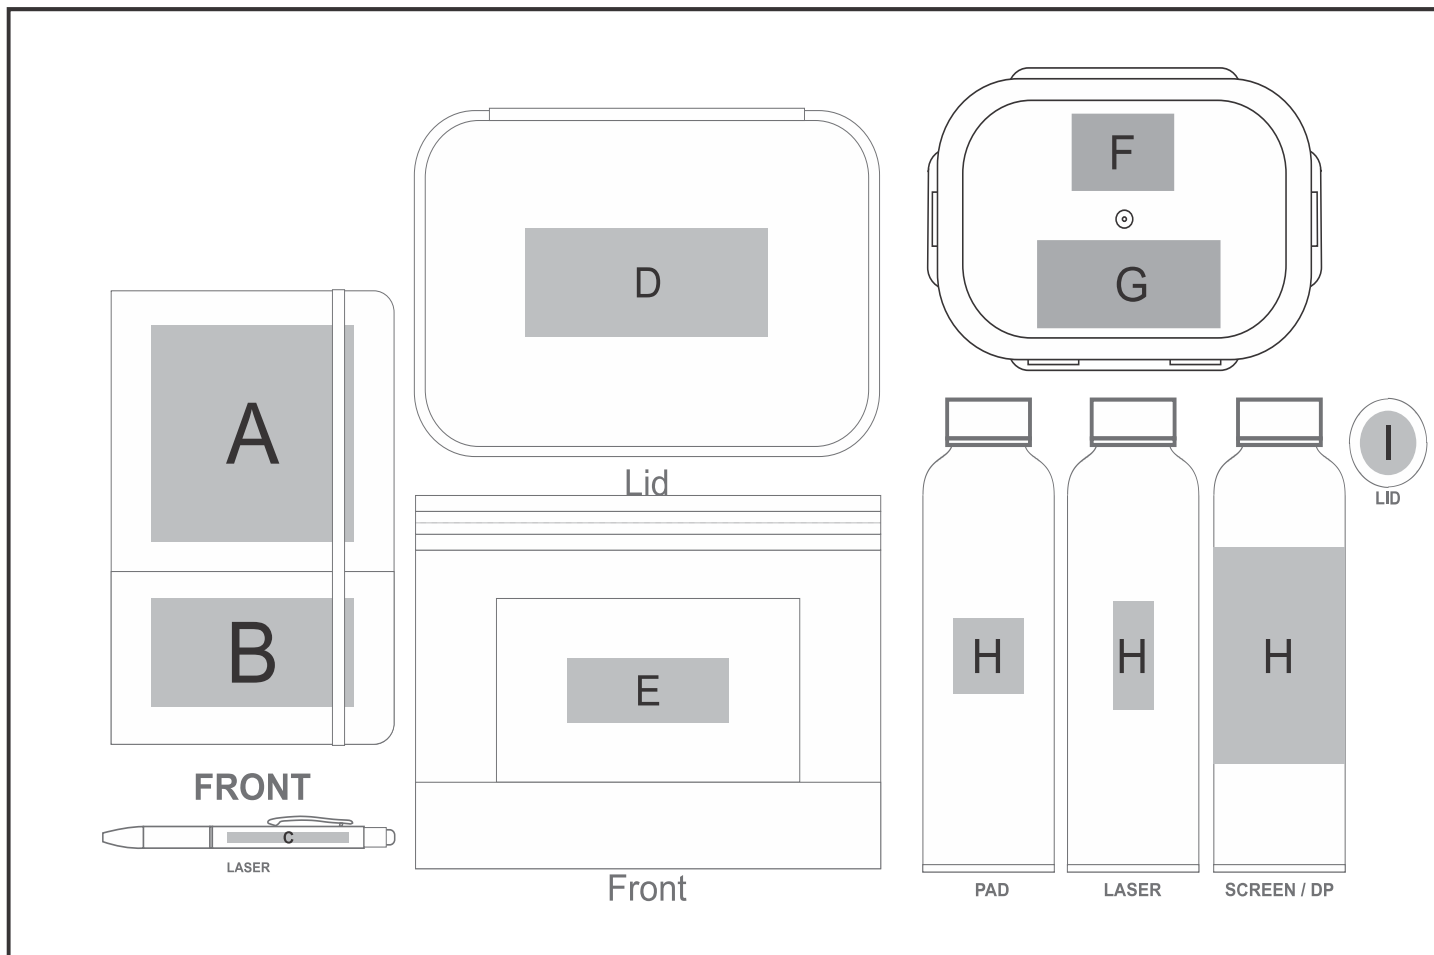 A
B
FRONT
C
LASER
D
Lid
E
Front
F
G
H
PAD
H
LASER
H
SCREEN / DP
I
LID